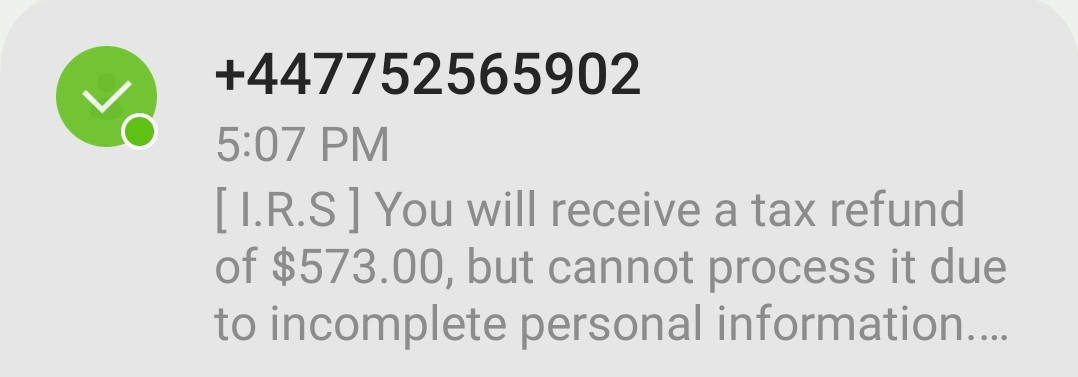 +447752565902
5:07 PM
[ I.R.S ] You will receive a tax refund
of $573.00, but cannot process it due
to incomplete personal information.…